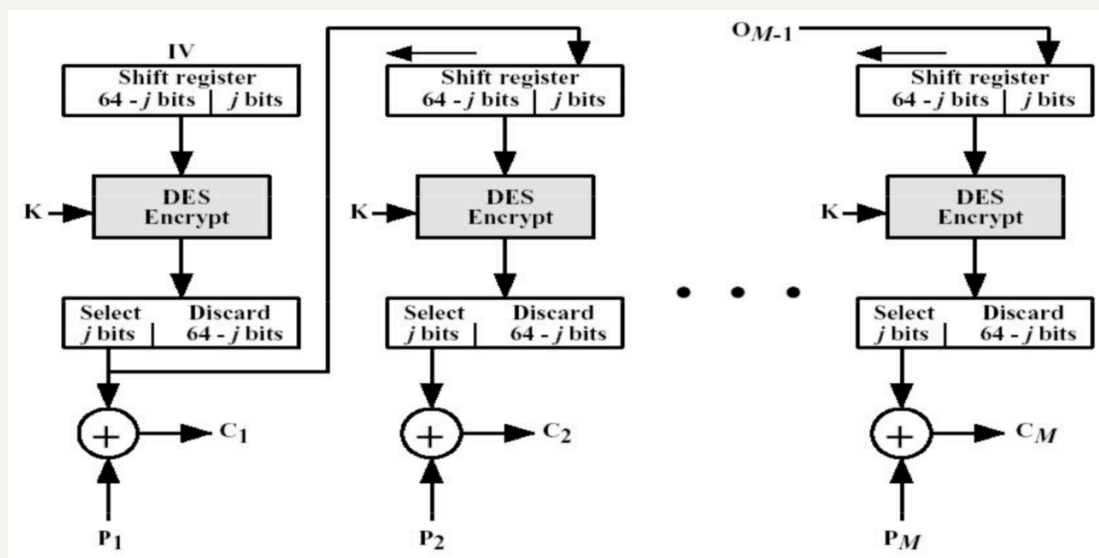 IV
Shift register
64 - j bits | j bits
K
DES
Encrypt
Select Discard
j bits | 64 - j bits
C1
P1
Shift register
64 - j bits | j bits
K
DES
Encrypt
Select Discard
j bits | 64 - j bits
C2
P2
• • •
OM-1
Shift register
64 - j bits | j bits
K
DES
Encrypt
Select Discard
j bits | 64 - j bits
CM
PM